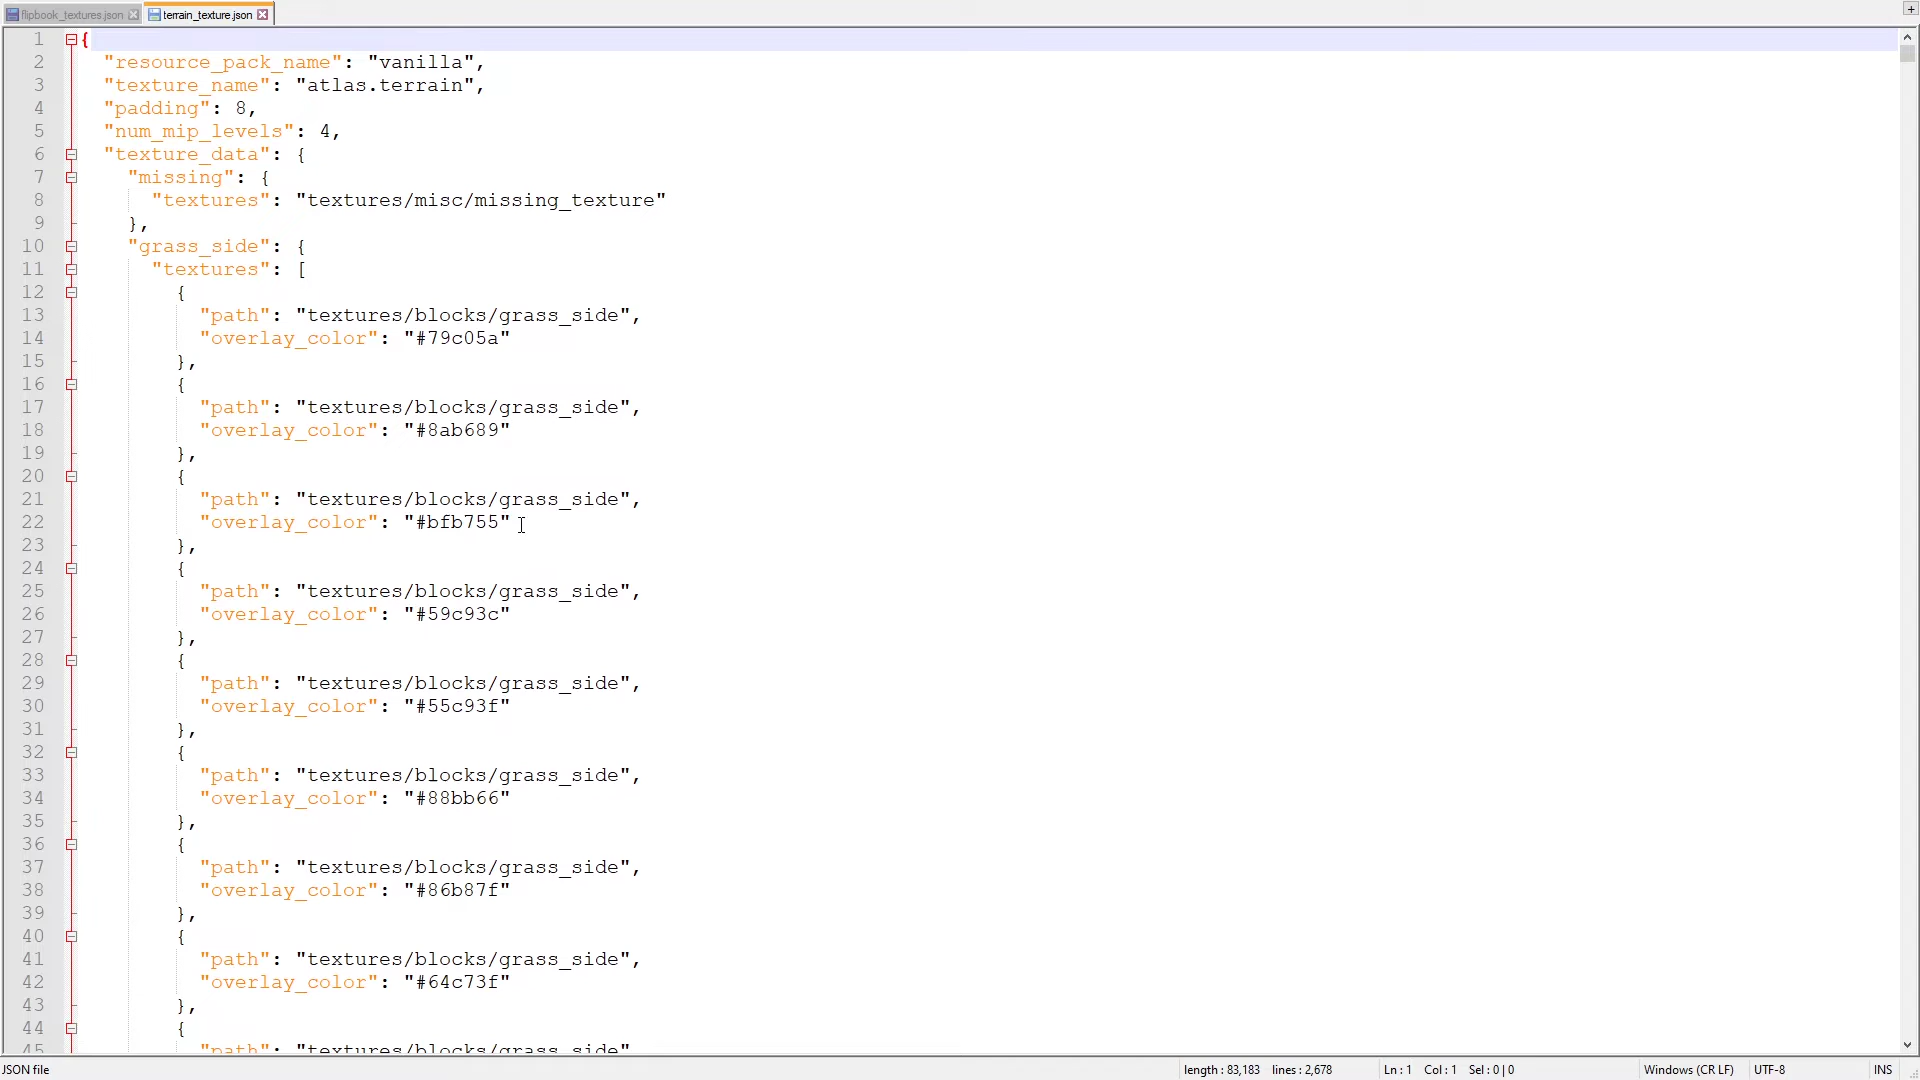 flipbook_textures.json terrain_texture.json +
1 {
2 "resource_pack_name": "vanilla",
3 "texture_name": "atlas.terrain",
4 "padding": 8,
5 "num_mip_levels": 4,
6 "texture_data": {
7 "missing": {
8 "textures": "textures/misc/missing_texture"
9 },
10 "grass_side": {
11 "textures": [
12 {
13 "path": "textures/blocks/grass_side",
14 "overlay_color": "#79c05a"
15 },
16 {
17 "path": "textures/blocks/grass_side",
18 "overlay_color": "#8ab689"
19 },
20 {
21 "path": "textures/blocks/grass_side",
22 "overlay_color": "#bfb755"
23 },
24 {
25 "path": "textures/blocks/grass_side",
26 "overlay_color": "#59c93c"
27 },
28 {
29 "path": "textures/blocks/grass_side",
30 "overlay_color": "#55c93f"
31 },
32 {
33 "path": "textures/blocks/grass_side",
34 "overlay_color": "#88bb66"
35 },
36 {
37 "path": "textures/blocks/grass_side",
38 "overlay_color": "#86b87f"
39 },
40 {
41 "path": "textures/blocks/grass_side",
42 "overlay_color": "#64c73f"
43 },
44 {
45 "path": "textures/blocks/grass_side",
JSON file length : 83,183 lines : 2,678 Ln : 1 Col : 1 Sel : 0 | 0 Windows (CR LF) UTF-8 INS